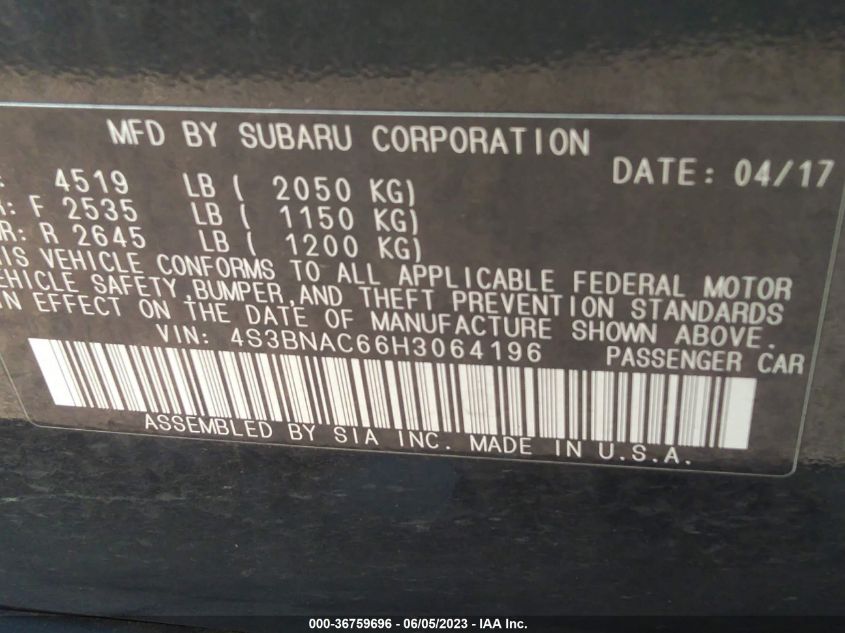 MFD BY SUBARU CORPORATION
DATE: 04/17
4519 LB ( 2050 KG)
R: F 2535 LB ( 1150 KG)
R: R 2645 LB ( 1200 KG)
IS VEHICLE CONFORMS TO ALL APPLICABLE FEDERAL MOTOR
EHICLE SAFETY,BUMPER,AND THEFT PREVENTION STANDARDS
IN EFFECT ON THE DATE OF MANUFACTURE SHOWN ABOVE.
VIN: 4S3BNAC66H3064196 PASSENGER CAR
ASSEMBLED BY SIA INC. MADE IN U.S.A.
000-36759696 - 06/05/2023 - IAA Inc.